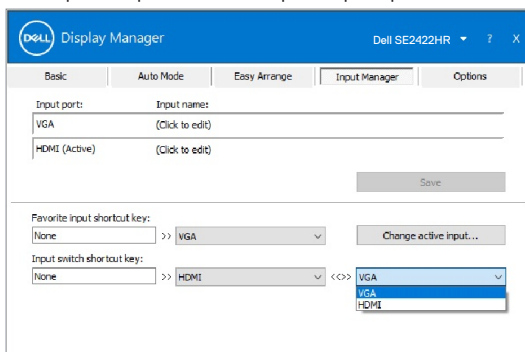 DELL Display Manager Dell SE2422HR ? X
Basic Auto Mode Easy Arrange Input Manager Options
Input port: Input name:
VGA (Click to edit)
HDMI (Active) (Click to edit)
Save
Favorite input shortcut key:
None >> VGA Change active input...
Input switch shortcut key:
None >> HDMI <<>> VGA
VGA
HDMI